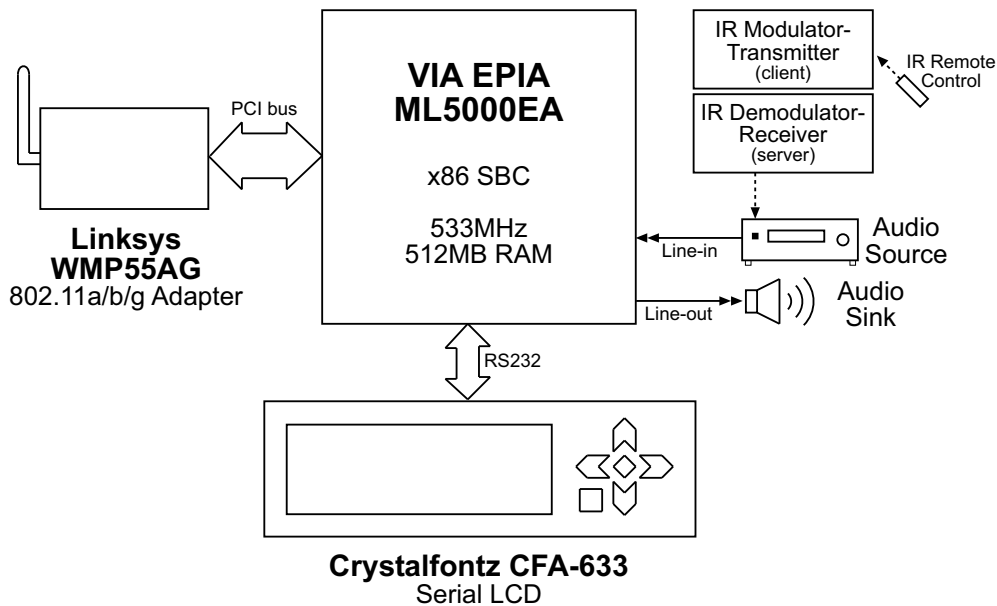 PCI bus
Linksys
WMP55AG
802.11a/b/g Adapter
VIA EPIA
ML5000EA
x86 SBC
533MHz
512MB RAM
IR Modulator-
Transmitter
(client)
IR Remote
Control
IR Demodulator-
Receiver
(server)
Line-in
Audio
Source
Line-out
Audio
Sink
RS232
Crystalfontz CFA-633
Serial LCD